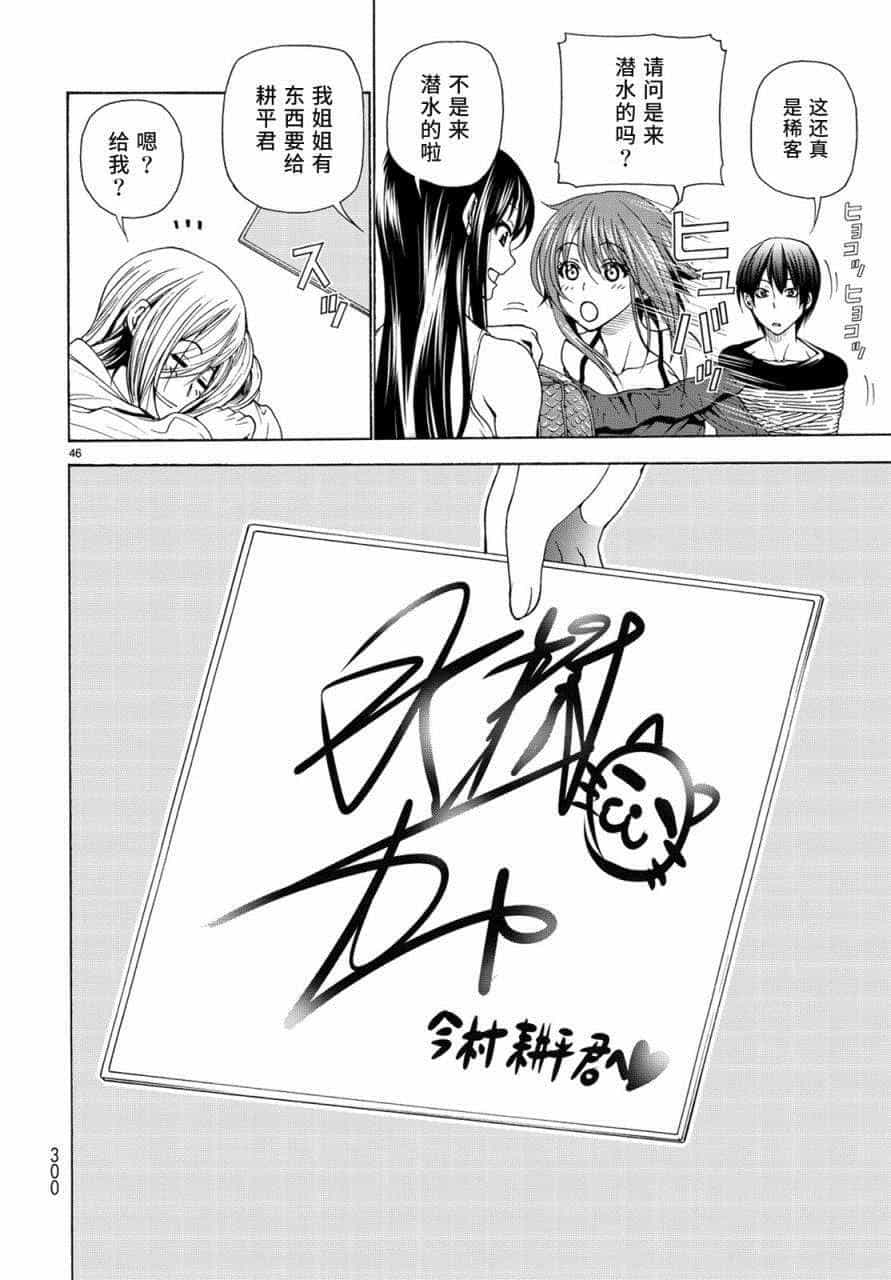 这还真
是稀客
请问是来
潜水的吗？
不是来
潜水的啦
ヒョコッ
ヒョコッ
ヒュバッ
我姐姐有
东西要给
耕平君
嗯？
给我？
スッ
46
今村耕平君へ♥
300